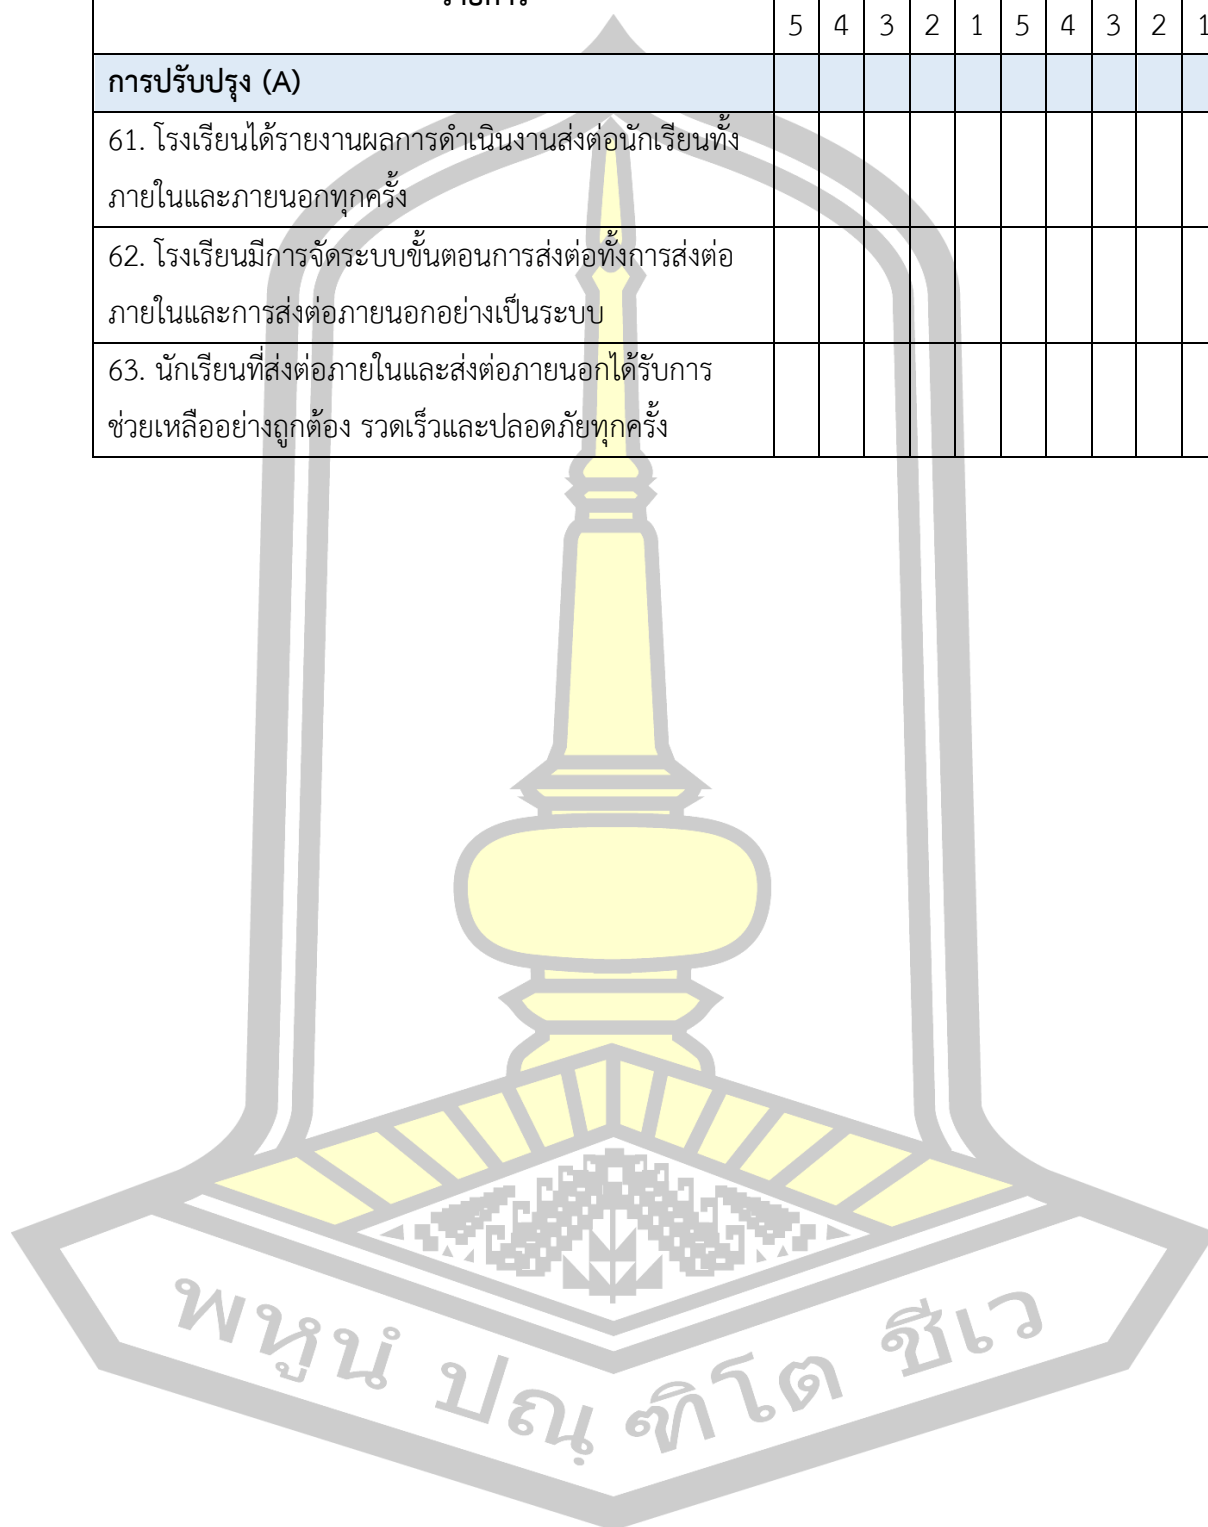 รายการ
5 4 3 2 1 5 4 3 2 1
การปรับปรุง (A)
61. โรงเรียนได้รายงานผลการดำเนินงานส่งต่อนักเรียนทั้ง
ภายในและภายนอกทุกครั้ง
62. โรงเรียนมีการจัดระบบขั้นตอนการส่งต่อทั้งการส่งต่อ
ภายในและการส่งต่อภายนอกอย่างเป็นระบบ
63. นักเรียนที่ส่งต่อภายในและส่งต่อภายนอกได้รับการ
ช่วยเหลืออย่างถูกต้อง รวดเร็วและปลอดภัยทุกครั้ง
พหูนํ ปณฺ ฑิโต ชีเว